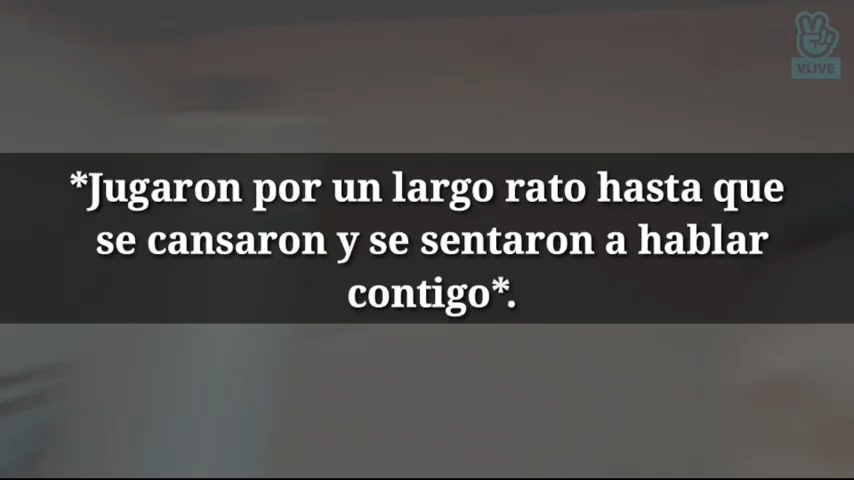 VLIVE
*Jugaron por un largo rato hasta que
se cansaron y se sentaron a hablar
contigo*.